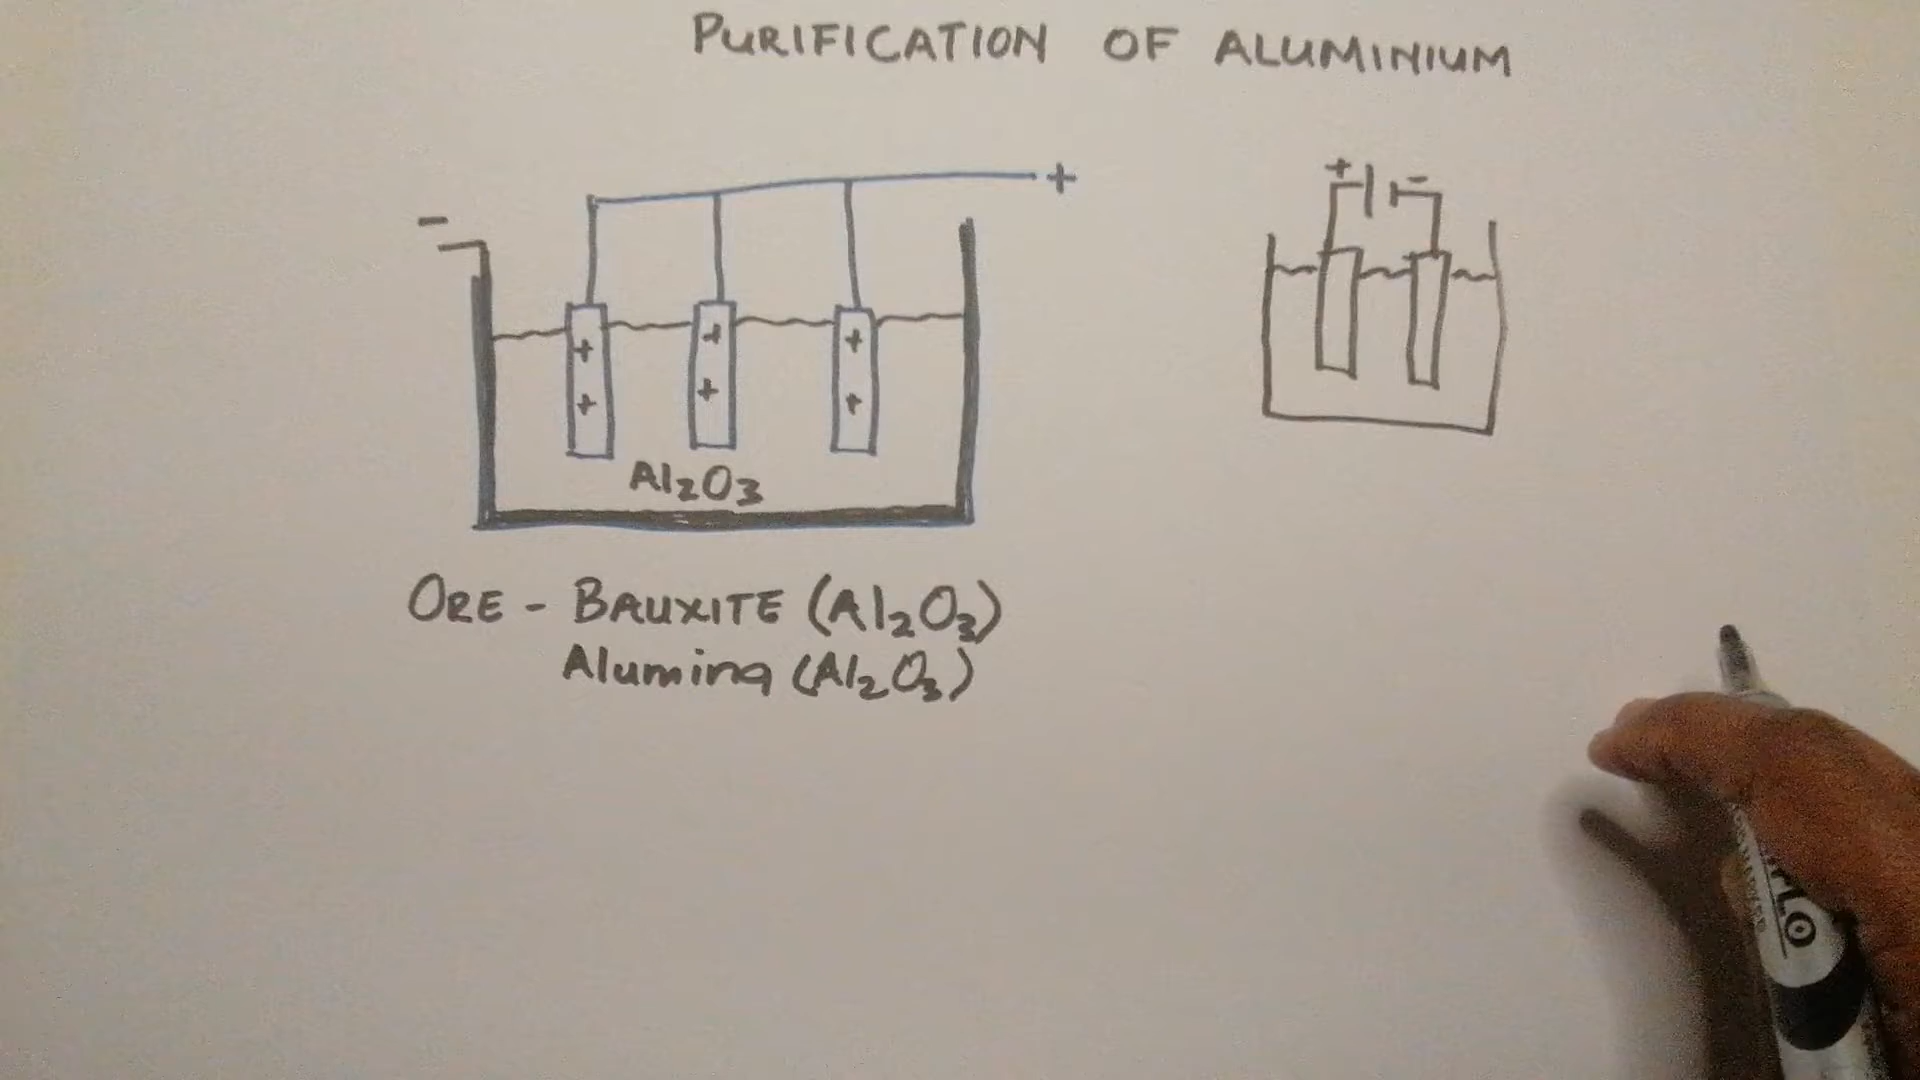 PURIFICATION OF ALUMINIUM
+ -
- +
+ + +
+ + +
Al₂O₃
ORE - BAUXITE (Al₂O₃)
Alumina (Al₂O₃)